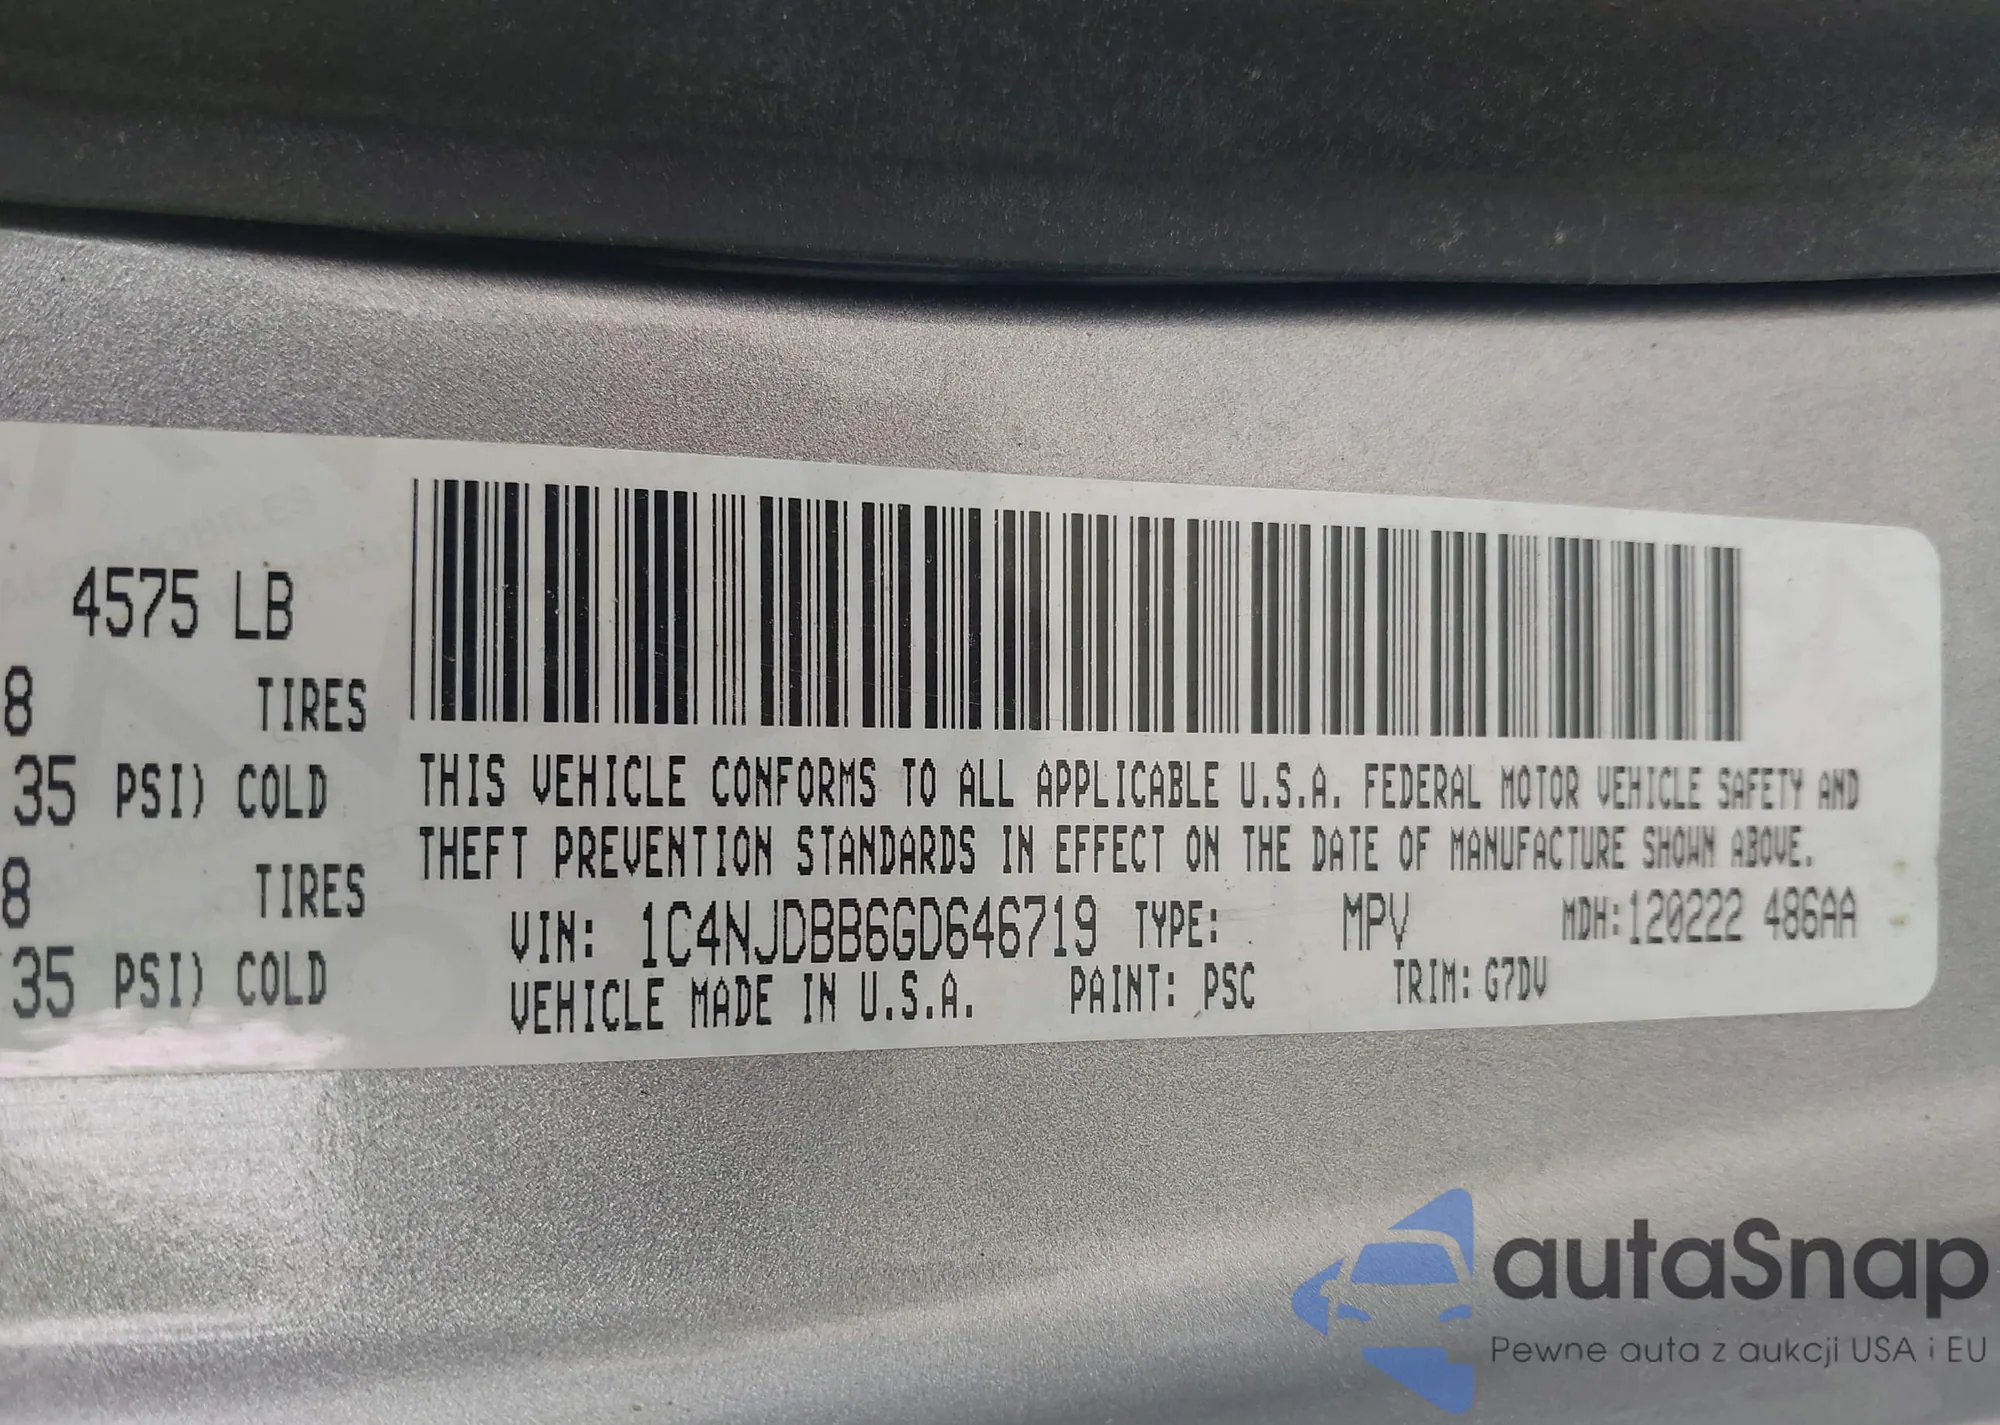 4575 LB
8 TIRES
35 PSI) COLD
8 TIRES
35 PSI) COLD
THIS VEHICLE CONFORMS TO ALL APPLICABLE U.S.A. FEDERAL MOTOR VEHICLE SAFETY AND
THEFT PREVENTION STANDARDS IN EFFECT ON THE DATE OF MANUFACTURE SHOWN ABOVE.
VIN: 1C4NJDBB6GD646719 TYPE: MPV MDH:120222 486AA
VEHICLE MADE IN U.S.A. PAINT: PSC TRIM: G7DV
autaSnap
Pewne auta z aukcji USA i EU